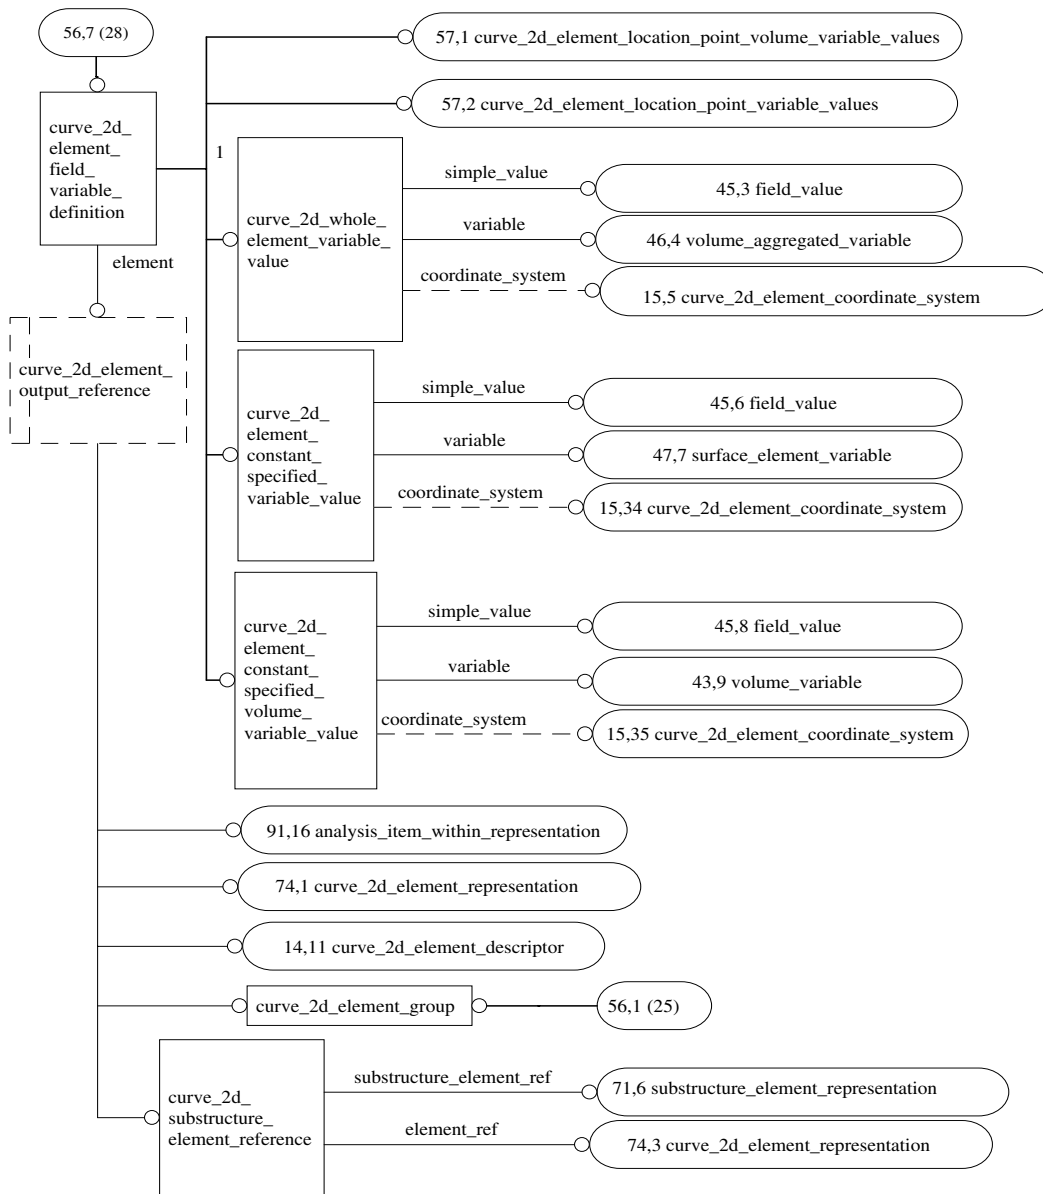 56,7 (28)
57,1 curve_2d_element_location_point_volume_variable_values
57,2 curve_2d_element_location_point_variable_values
curve_2d_
element_
field_
variable_
definition
1
element
curve_2d_whole_
element_variable_
value
simple_value
45,3 field_value
variable
46,4 volume_aggregated_variable
coordinate_system
15,5 curve_2d_element_coordinate_system
curve_2d_element_
output_reference
curve_2d_
element_
constant_
specified_
variable_value
simple_value
45,6 field_value
variable
47,7 surface_element_variable
coordinate_system
15,34 curve_2d_element_coordinate_system
curve_2d_
element_
constant_
specified_
volume_
variable_value
simple_value
45,8 field_value
variable
43,9 volume_variable
coordinate_system
15,35 curve_2d_element_coordinate_system
91,16 analysis_item_within_representation
74,1 curve_2d_element_representation
14,11 curve_2d_element_descriptor
curve_2d_element_group
56,1 (25)
curve_2d_
substructure_
element_reference
substructure_element_ref
71,6 substructure_element_representation
element_ref
74,3 curve_2d_element_representation